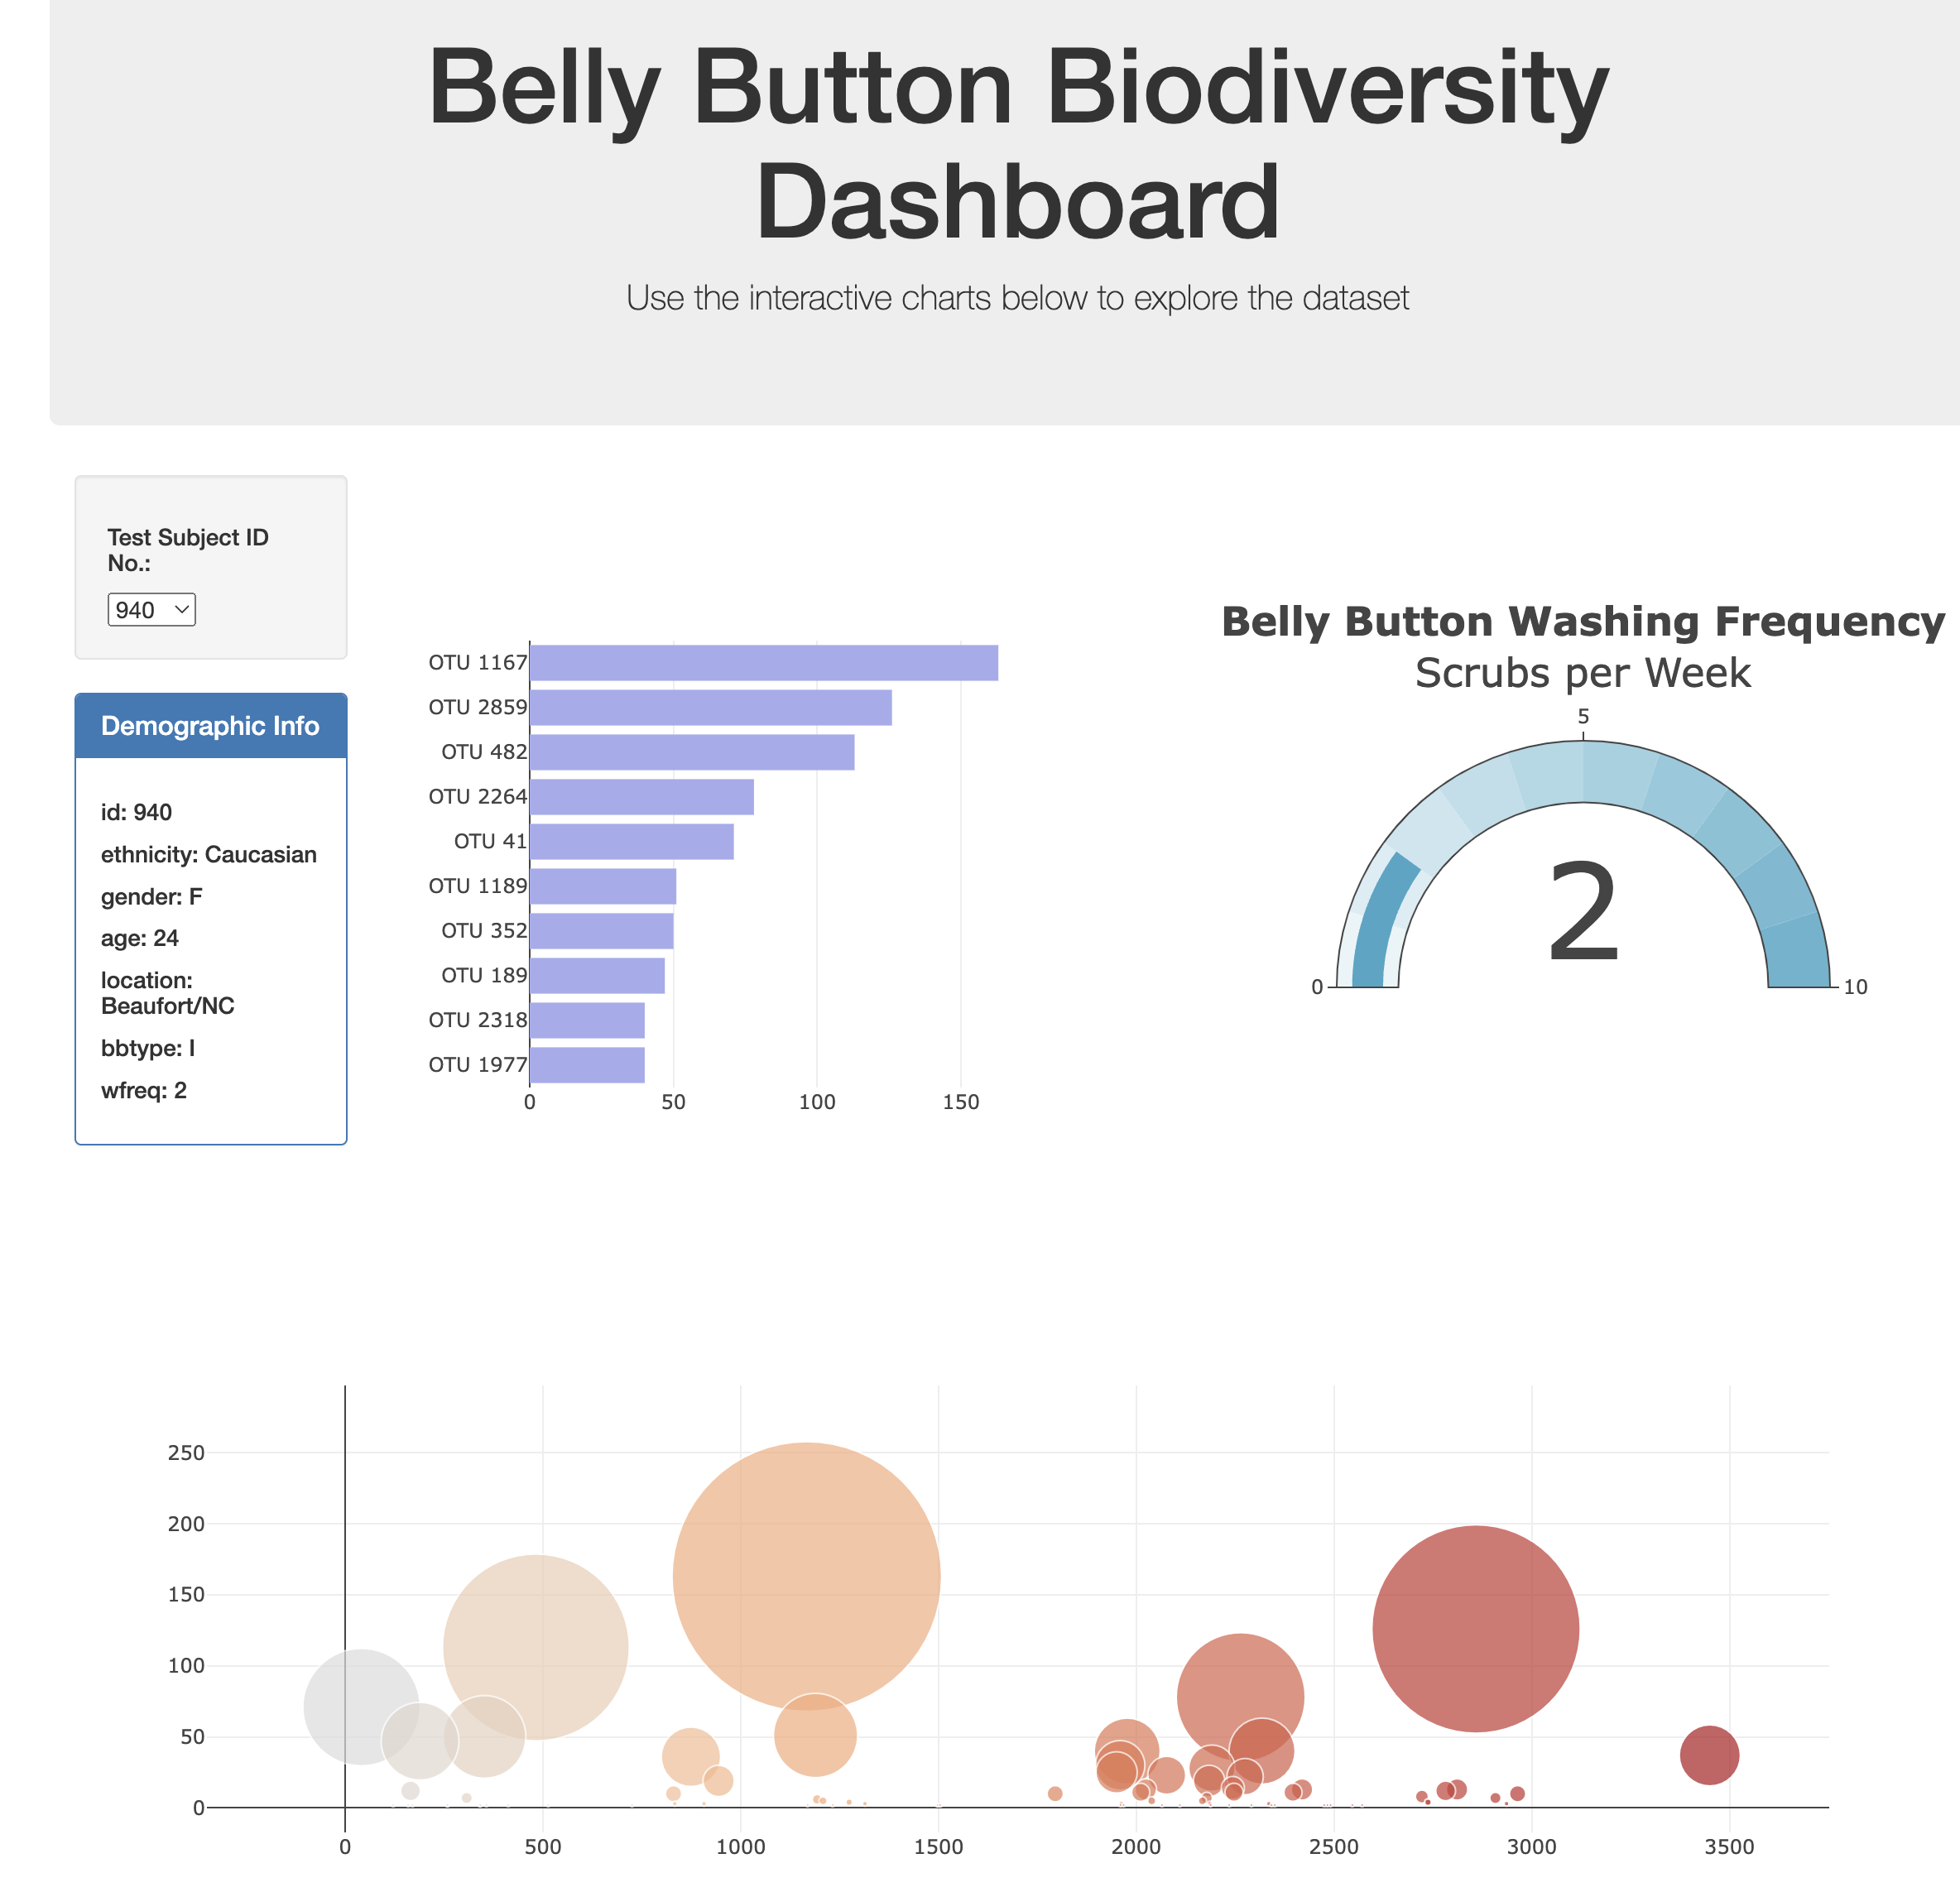 Belly Button Biodiversity
Dashboard
Use the interactive charts below to explore the dataset
Test Subject ID
No.:
940
Demographic Info
id: 940
ethnicity: Caucasian
gender: F
age: 24
location:
Beaufort/NC
bbtype: I
wfreq: 2
OTU 1167
OTU 2859
OTU 482
OTU 2264
OTU 41
OTU 1189
OTU 352
OTU 189
OTU 2318
OTU 1977
0 50 100 150
Belly Button Washing Frequency
Scrubs per Week
5
2
0 10
250
200
150
100
50
0
0 500 1000 1500 2000 2500 3000 3500